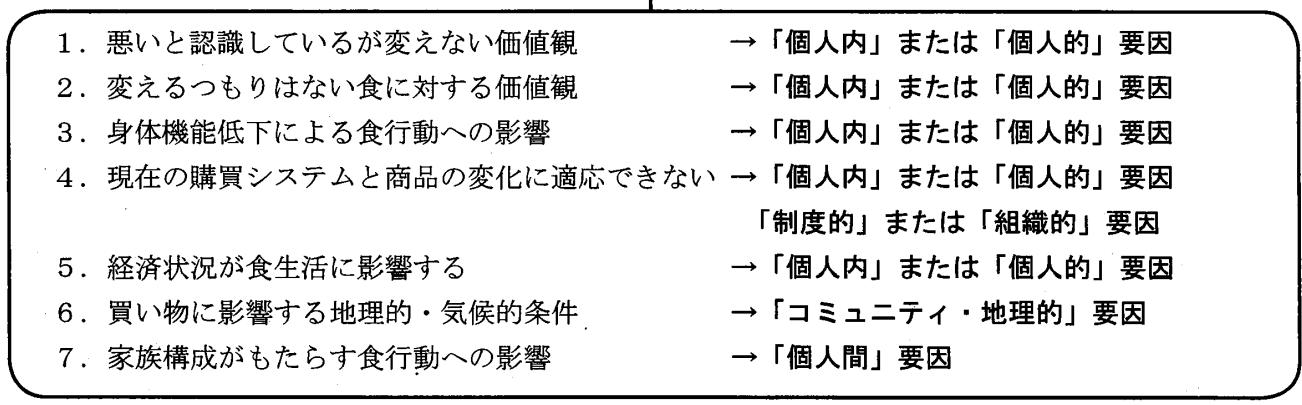 1．悪いと認識しているが変えない価値観 →「個人内」または「個人的」要因
2．変えるつもりはない食に対する価値観 →「個人内」または「個人的」要因
3．身体機能低下による食行動への影響 →「個人内」または「個人的」要因
4．現在の購買システムと商品の変化に適応できない →「個人内」または「個人的」要因
「制度的」または「組織的」要因
5．経済状況が食生活に影響する →「個人内」または「個人的」要因
6．買い物に影響する地理的・気候的条件 →「コミュニティ・地理的」要因
7．家族構成がもたらす食行動への影響 →「個人間」要因